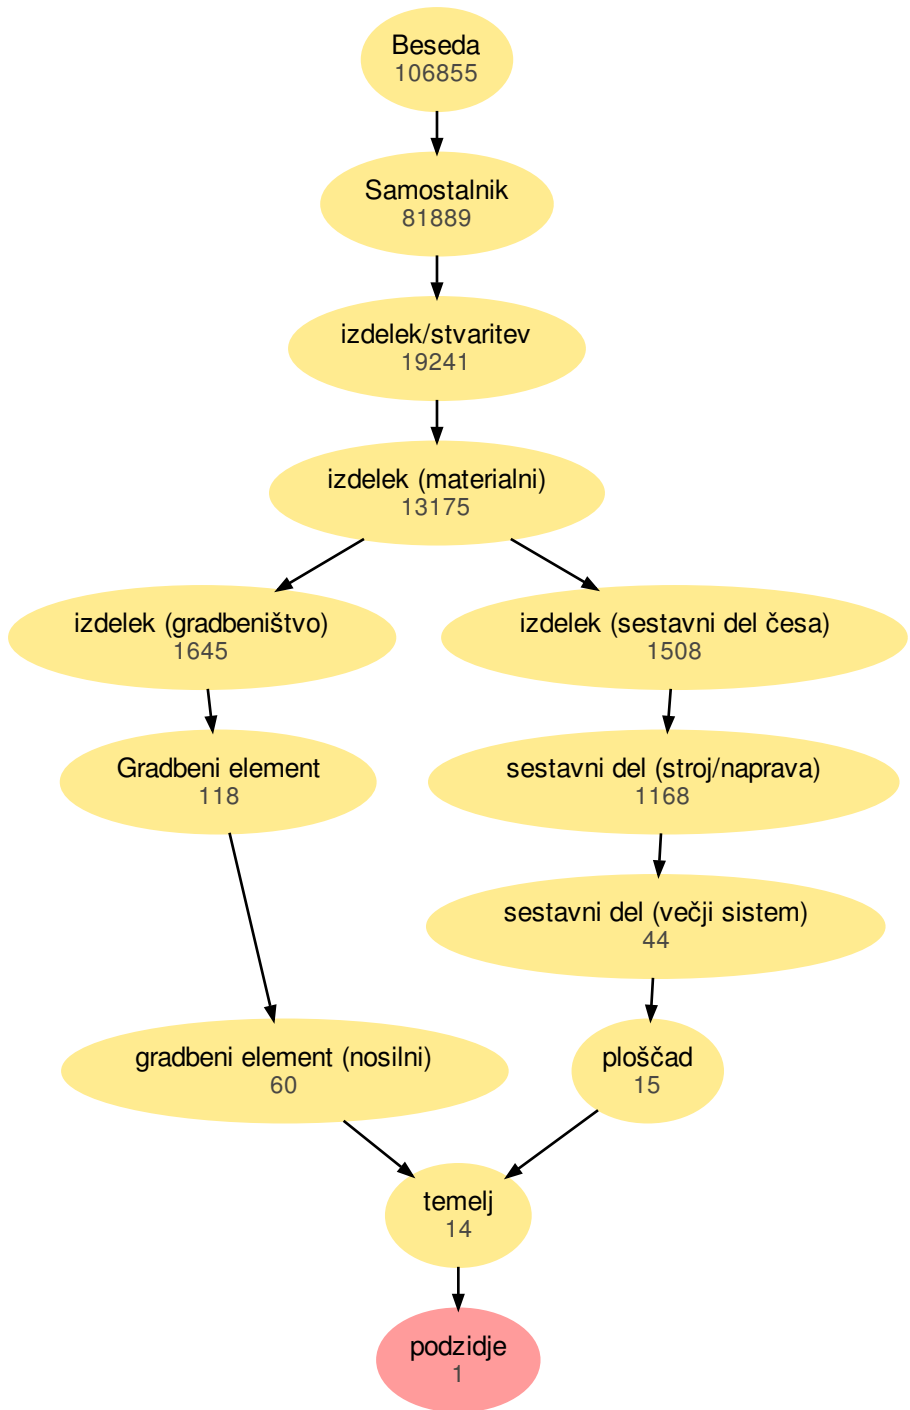 Beseda
106855
Samostalnik
81889
izdelek/stvaritev
19241
izdelek (materialni)
13175
izdelek (gradbeništvo)
1645
izdelek (sestavni del česa)
1508
Gradbeni element
118
sestavni del (stroj/naprava)
1168
sestavni del (večji sistem)
44
gradbeni element (nosilni)
60
ploščad
15
temelj
14
podzidje
1